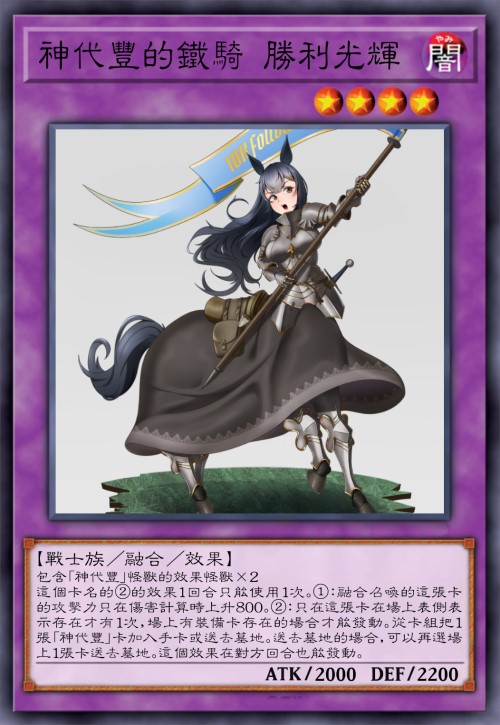 神代豐的鐵騎 勝利光輝
やみ
闇
10K Follow
【戰士族／融合／效果】
包含「神代豐」怪獸的效果怪獸×2
這個卡名的②的效果1回合只能使用1次。①：融合召喚的這張卡
的攻擊力只在傷害計算時上升800。②：只在這張卡在場上表側表
示存在才有1次，場上有裝備卡存在的場合才能發動。從卡組把1
張「神代豐」卡加入手卡或送去墓地。送去墓地的場合，可以再選場
上1張卡送去墓地。這個效果在對方回合也能發動。
ATK/2000 DEF/2200